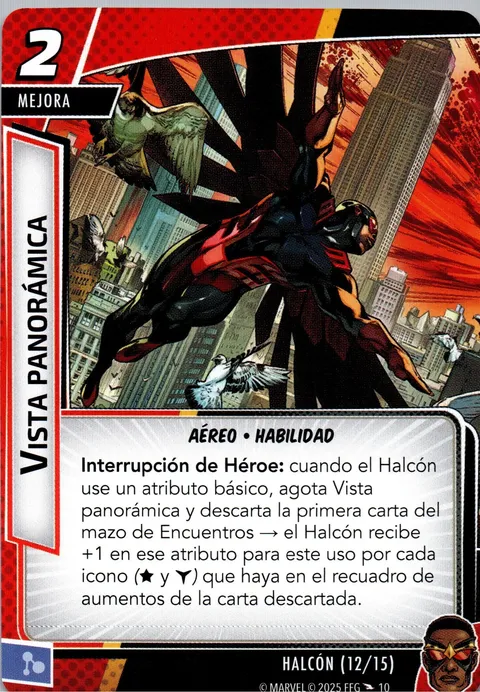 2
MEJORA
VISTA PANORÁMICA
AÉREO • HABILIDAD
Interrupción de Héroe: cuando el Halcón
use un atributo básico, agota Vista
panorámica y descarta la primera carta del
mazo de Encuentros → el Halcón recibe
+1 en ese atributo para este uso por cada
icono (★ y ) que haya en el recuadro de
aumentos de la carta descartada.
HALCÓN (12/15)
© MARVEL © 2025 FFG 10